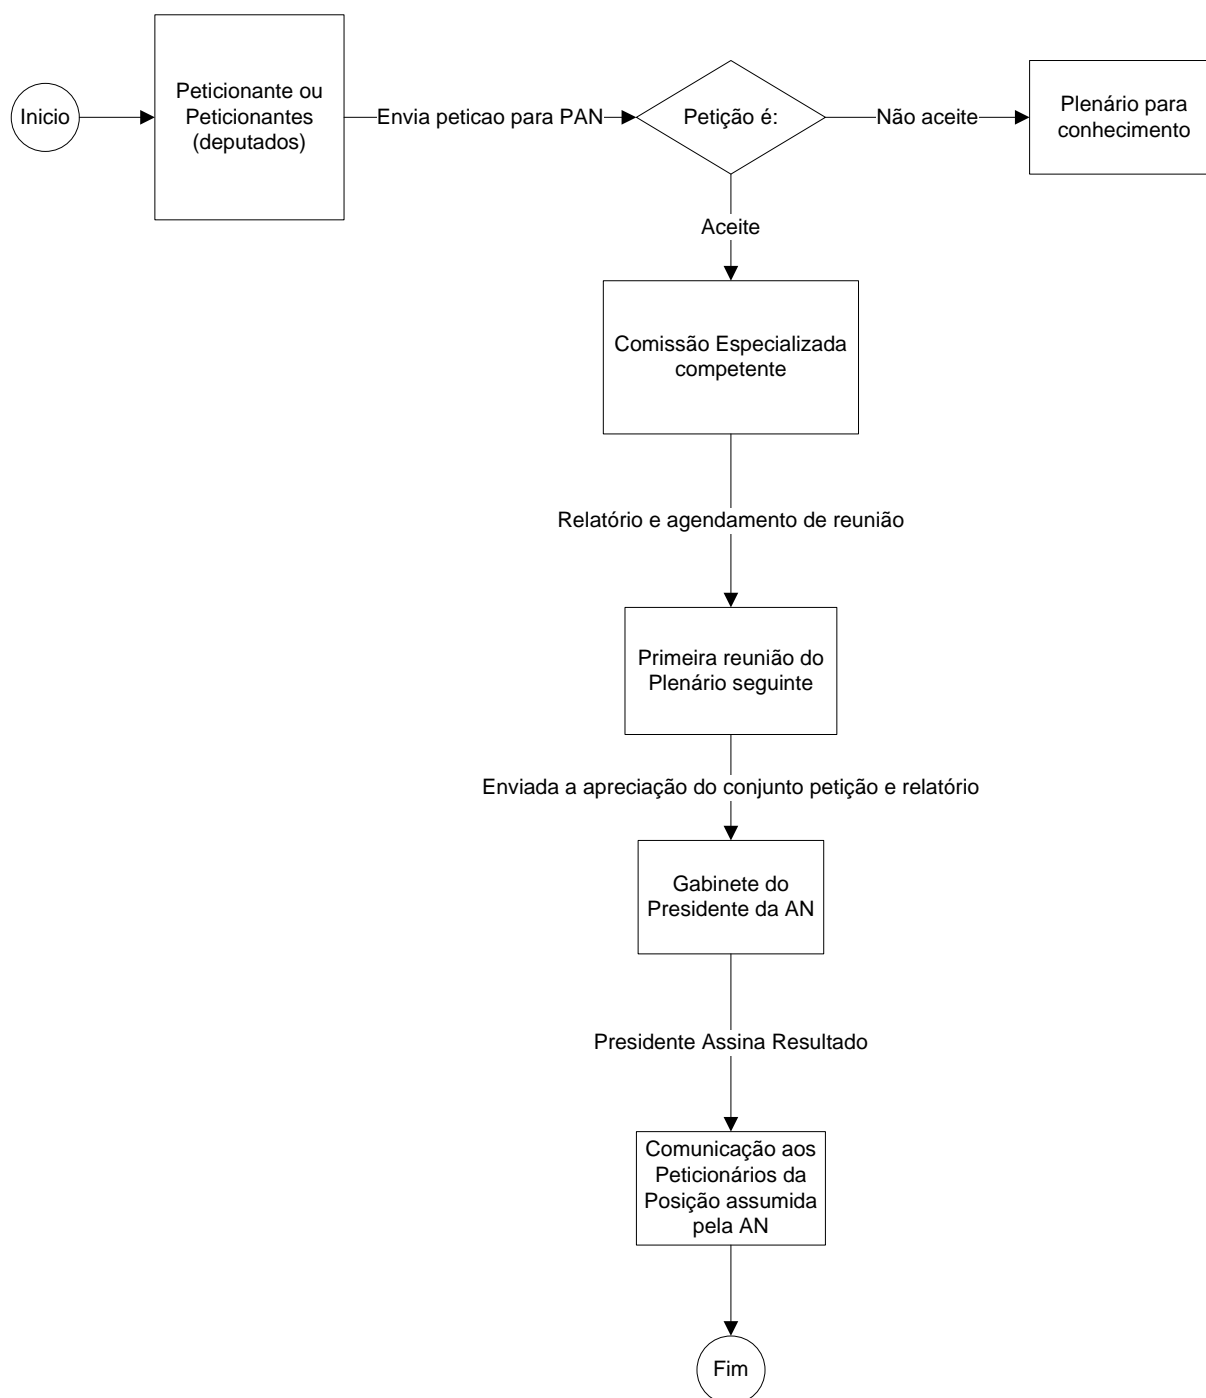 Inicio
Peticionante ou
Peticionantes
(deputados)
Envia peticao para PAN
Petição é:
Não aceite
Plenário para
conhecimento
Aceite
Comissão Especializada
competente
Relatório e agendamento de reunião
Primeira reunião do
Plenário seguinte
Enviada a apreciação do conjunto petição e relatório
Gabinete do
Presidente da AN
Presidente Assina Resultado
Comunicação aos
Peticionários da
Posição assumida
pela AN
Fim